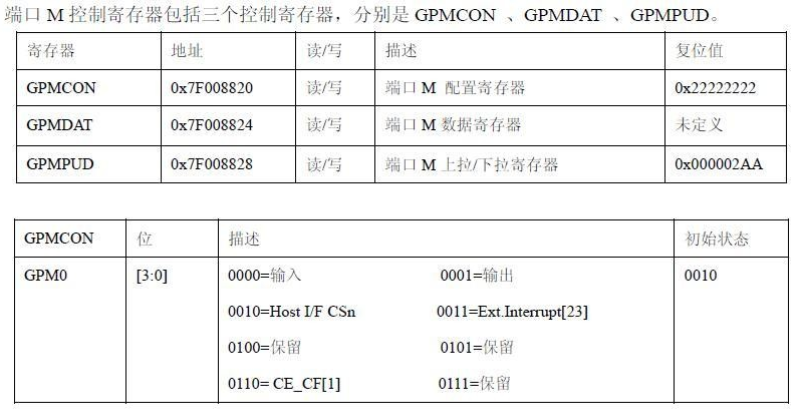 端口 M 控制寄存器包括三个控制寄存器，分别是 GPMCON 、GPMDAT 、GPMPUD。
寄存器 地址 读/写 描述 复位值
GPMCON 0x7F008820 读/写 端口 M 配置寄存器 0x22222222
GPMDAT 0x7F008824 读/写 端口 M 数据寄存器 未定义
GPMPUD 0x7F008828 读/写 端口 M 上拉/下拉寄存器 0x000002AA
GPMCON 位 描述 初始状态
GPM0 [3:0] 0000=输入 0001=输出 0010
0010=Host I/F CSn 0011=Ext.Interrupt[23]
0100=保留 0101=保留
0110= CE_CF[1] 0111=保留